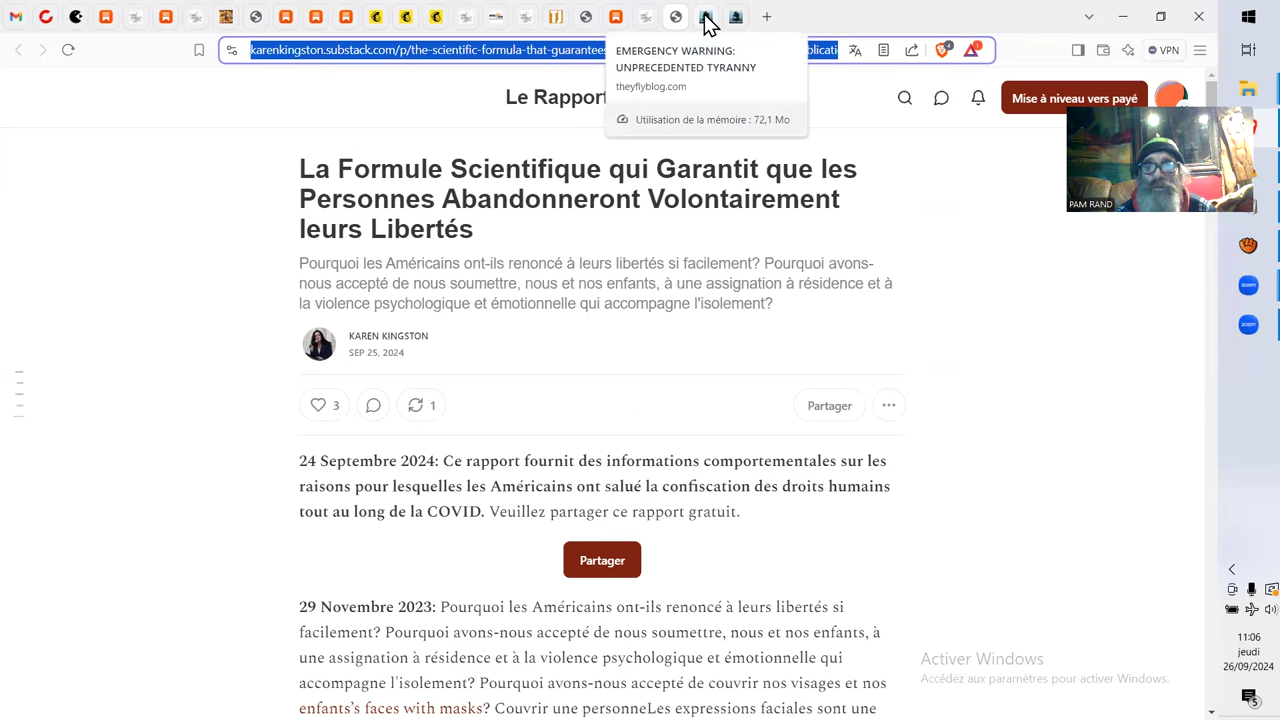 karenkingston.substack.com/p/the-scientific-formula-that-guarantees
blicatio
VPN
EMERGENCY WARNING:
UNPRECEDENTED TYRANNY
theyflyblog.com
Utilisation de la mémoire : 72,1 Mo
Le Rapport
Mise à niveau vers payé
PAM RAND
La Formule Scientifique qui Garantit que les
Personnes Abandonneront Volontairement
leurs Libertés
Pourquoi les Américains ont-ils renoncé à leurs libertés si facilement? Pourquoi avons-
nous accepté de nous soumettre, nous et nos enfants, à une assignation à résidence et à
la violence psychologique et émotionnelle qui accompagne l'isolement?
KAREN KINGSTON
SEP 25, 2024
3
1
Partager
24 Septembre 2024: Ce rapport fournit des informations comportementales sur les
raisons pour lesquelles les Américains ont salué la confiscation des droits humains
tout au long de la COVID. Veuillez partager ce rapport gratuit.
Partager
29 Novembre 2023: Pourquoi les Américains ont-ils renoncé à leurs libertés si
facilement? Pourquoi avons-nous accepté de nous soumettre, nous et nos enfants, à
une assignation à résidence et à la violence psychologique et émotionnelle qui
accompagne l'isolement? Pourquoi avons-nous accepté de couvrir nos visages et nos
enfants's faces with masks? Couvrir une personneLes expressions faciales sont une
Activer Windows
Accédez aux paramètres pour activer Windows.
zoom
zoom
11:06
jeudi
26/09/2024
5